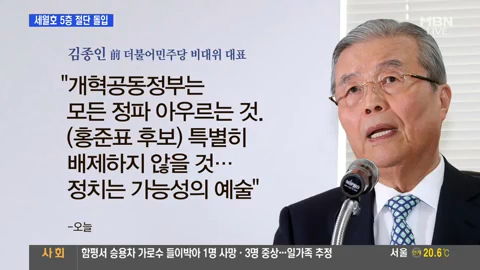 세월호 5층 절단 돌입
MBN
LIVE
김종인 前 더불어민주당 비대위 대표
"개혁공동정부는
모든 정파 아우르는 것.
(홍준표 후보) 특별히
배제하지 않을 것…
정치는 가능성의 예술"
-오늘
사 회 함평서 승용차 가로수 들이박아 1명 사망·3명 중상…일가족 추정 서울 20.6℃